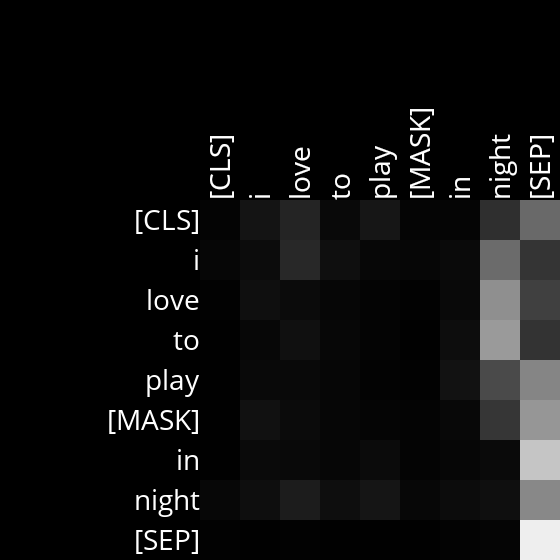 [CLS] i love to play [MASK] in night [SEP]
[CLS]
i
love
to
play
[MASK]
in
night
[SEP]